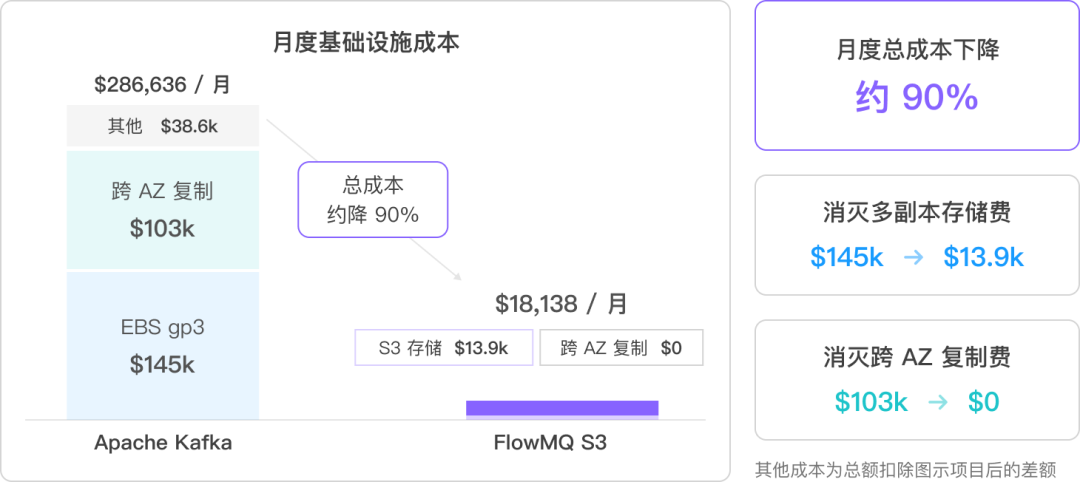 月度基础设施成本
$286,636 / 月
其他 $38.6k
跨 AZ 复制
$103k
EBS gp3
$145k
Apache Kafka
总成本
约降 90%
$18,138 / 月
S3 存储 $13.9k
跨 AZ 复制 $0
FlowMQ S3
月度总成本下降
约 90%
消灭多副本存储费
$145k → $13.9k
消灭跨 AZ 复制费
$103k → $0
其他成本为总额扣除图示项目后的差额